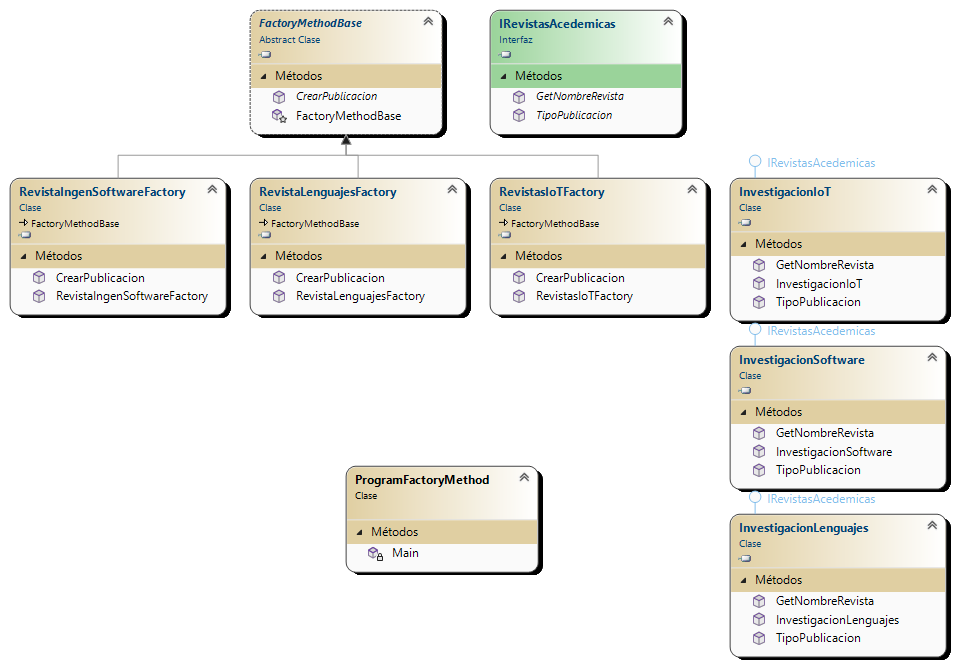 FactoryMethodBase
Abstract Clase
Métodos
CrearPublicacion
FactoryMethodBase
IRevistasAcedemicas
Interfaz
Métodos
GetNombreRevista
TipoPublicacion
RevistaIngenSoftwareFactory
Clase
FactoryMethodBase
Métodos
CrearPublicacion
RevistaIngenSoftwareFactory
RevistaLenguajesFactory
Clase
FactoryMethodBase
Métodos
CrearPublicacion
RevistaLenguajesFactory
RevistasIoTFactory
Clase
FactoryMethodBase
Métodos
CrearPublicacion
RevistasIoTFactory
IRevistasAcedemicas
InvestigacionIoT
Clase
Métodos
GetNombreRevista
InvestigacionIoT
TipoPublicacion
IRevistasAcedemicas
InvestigacionSoftware
Clase
Métodos
GetNombreRevista
InvestigacionSoftware
TipoPublicacion
ProgramFactoryMethod
Clase
Métodos
Main
IRevistasAcedemicas
InvestigacionLenguajes
Clase
Métodos
GetNombreRevista
InvestigacionLenguajes
TipoPublicacion